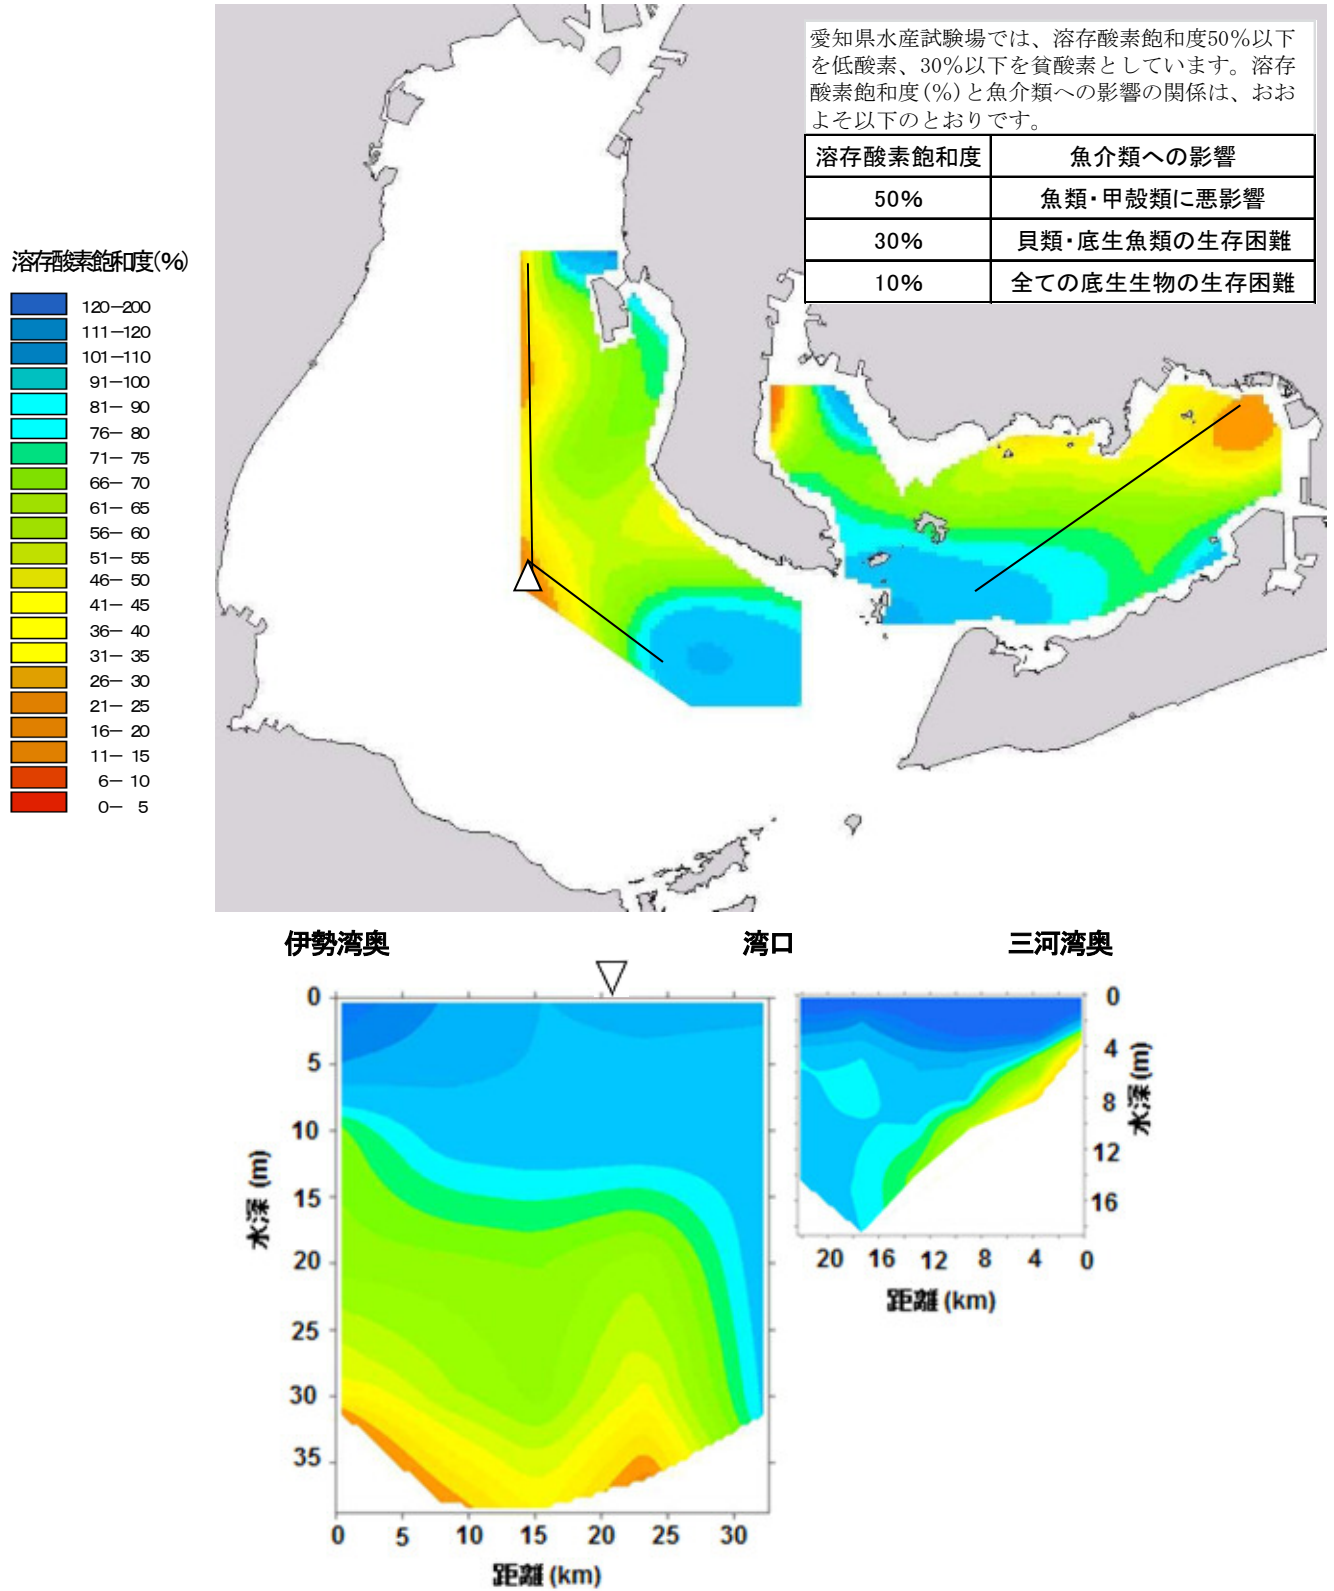 愛知県水産試験場では、溶存酸素飽和度50%以下
を低酸素、30%以下を貧酸素としています。溶存
酸素飽和度(%)と魚介類への影響の関係は、おお
よそ以下のとおりです。
溶存酸素飽和度 魚介類への影響
50% 魚類・甲殻類に悪影響
30% 貝類・底生魚類の生存困難
10% 全ての底生生物の生存困難
溶存酸素飽和度(%)
120－200
111－120
101－110
91－100
81－ 90
76－ 80
71－ 75
66－ 70
61－ 65
56－ 60
51－ 55
46－ 50
41－ 45
36－ 40
31－ 35
26－ 30
21－ 25
16－ 20
11－ 15
6－ 10
0－ 5
伊勢湾奥 湾口 三河湾奥
0
5
10
15
20
25
30
35
水深 (m)
0 5 10 15 20 25 30
距離 (km)
0
4
8
12
16
水深 (m)
20 16 12 8 4 0
距離 (km)